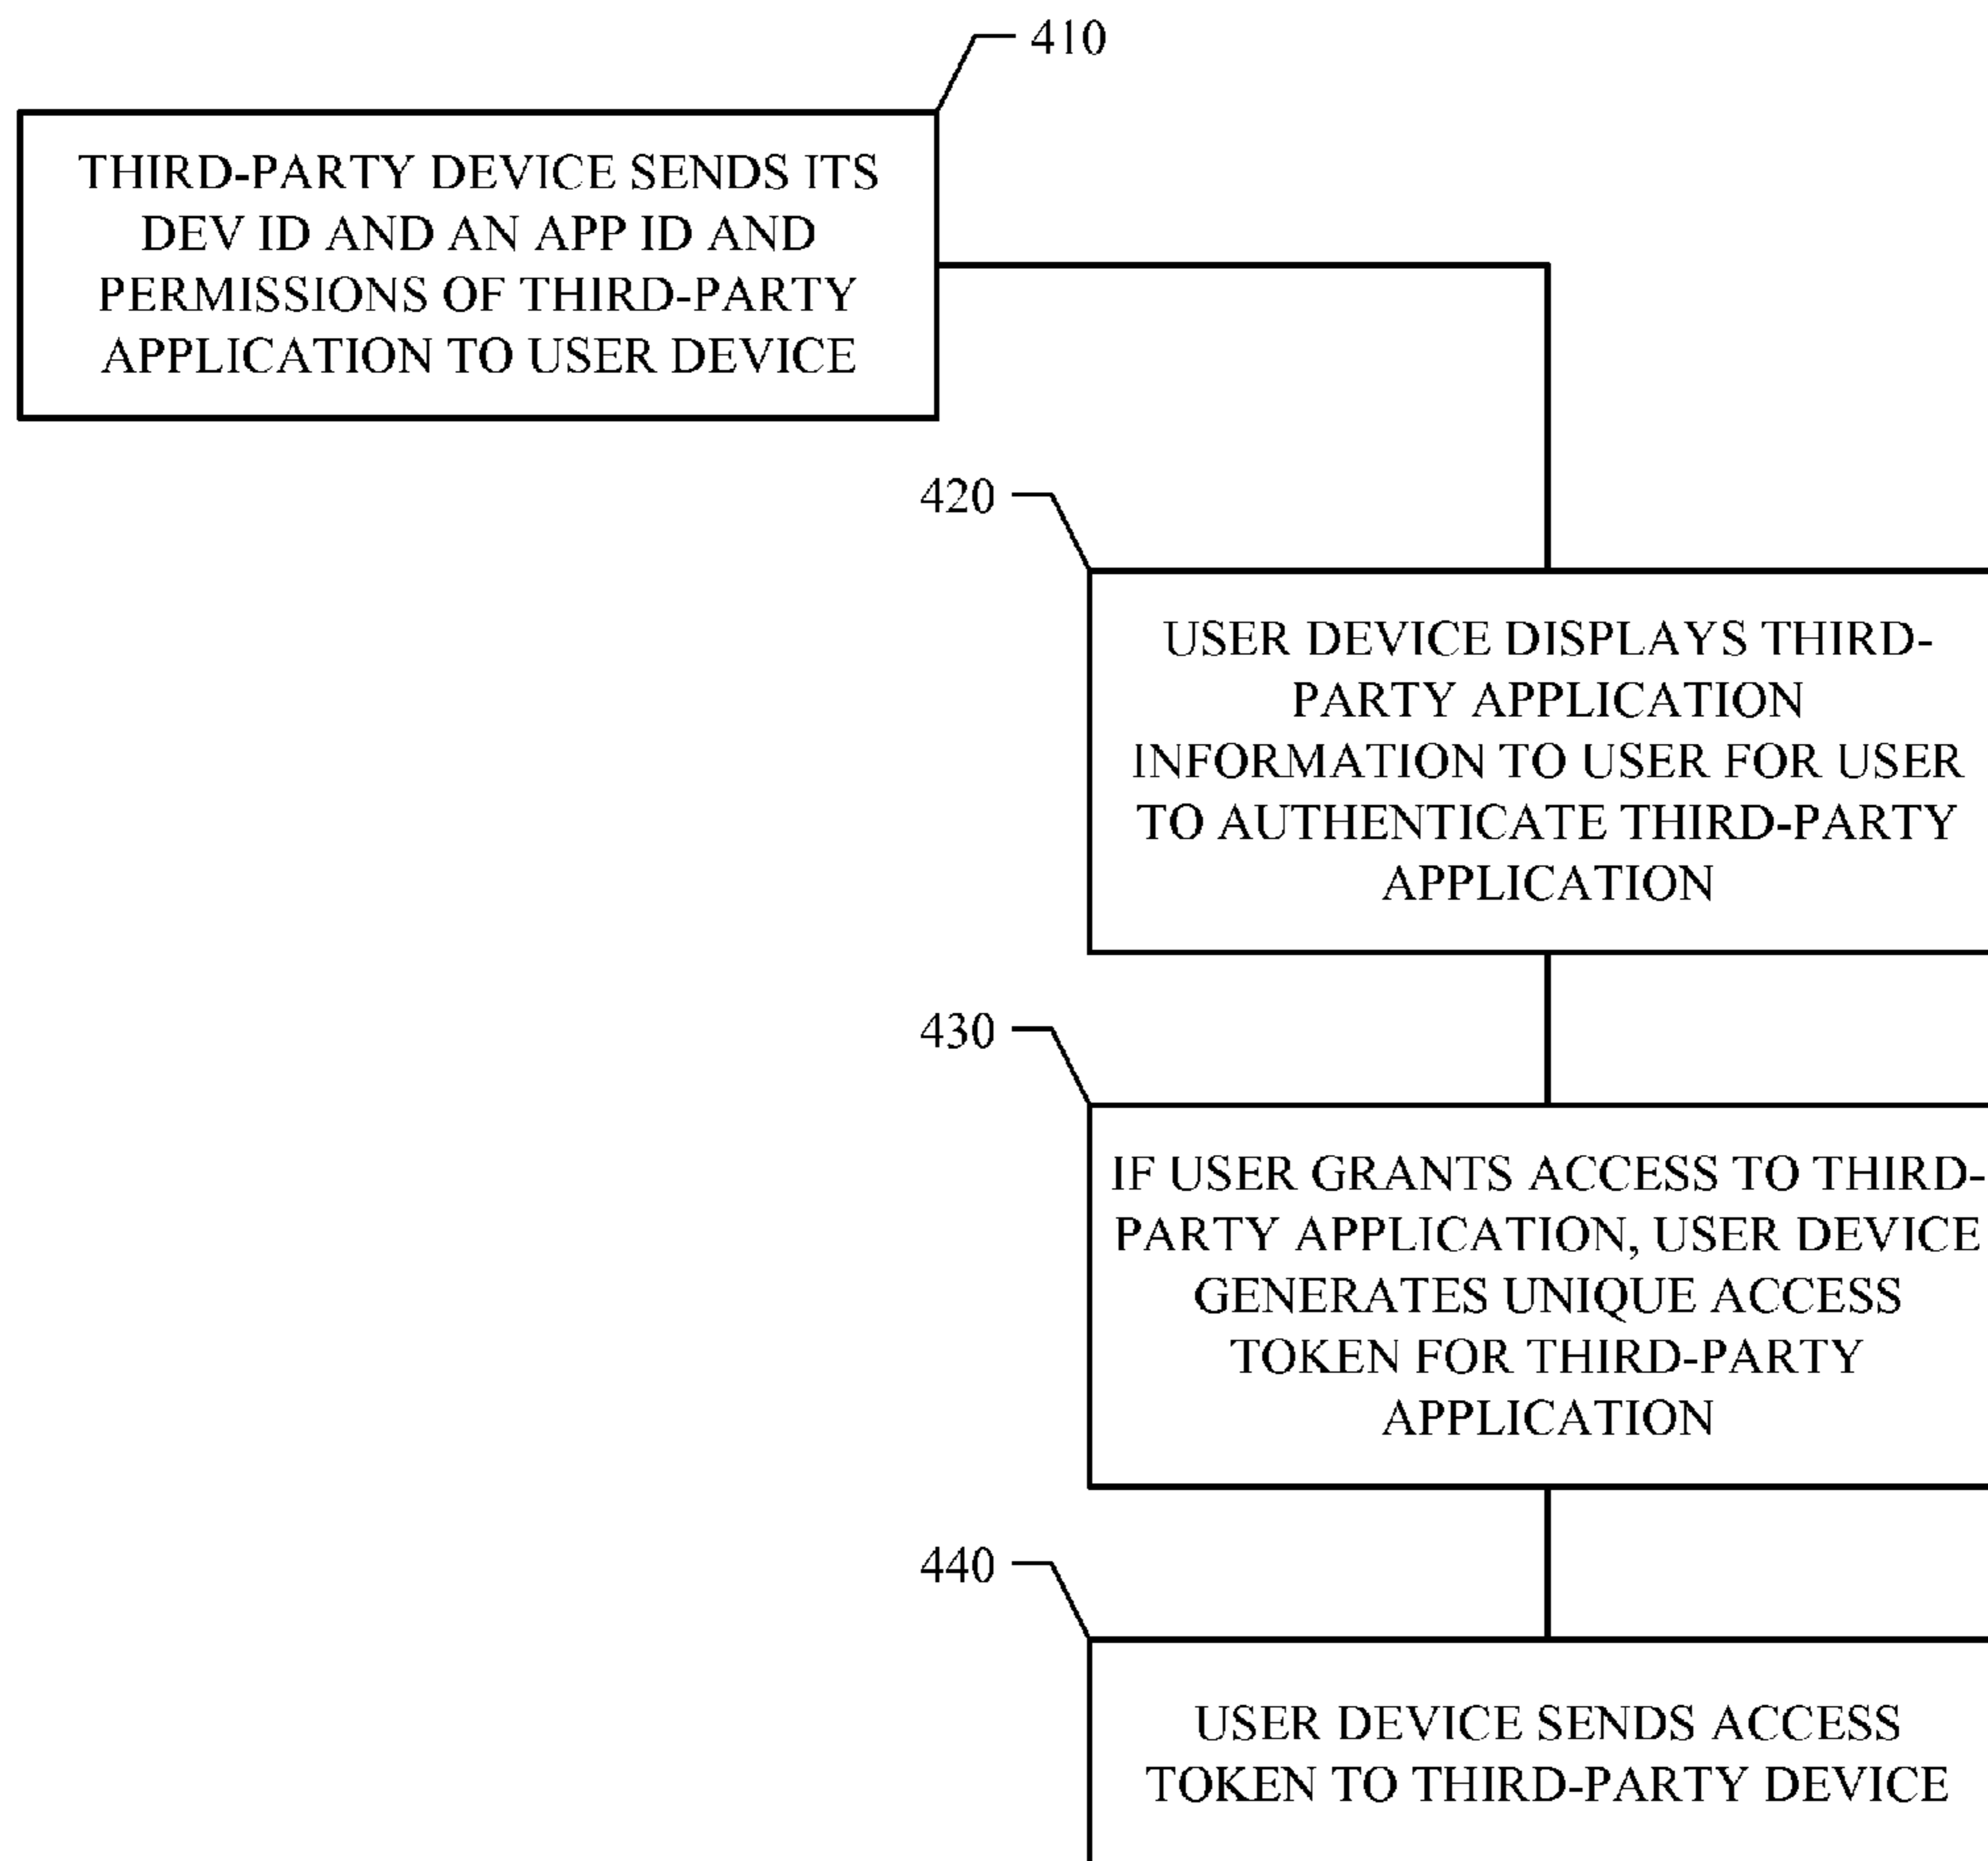 410
THIRD-PARTY DEVICE SENDS ITS
DEV ID AND AN APP ID AND
PERMISSIONS OF THIRD-PARTY
APPLICATION TO USER DEVICE
420
USER DEVICE DISPLAYS THIRD-
PARTY APPLICATION
INFORMATION TO USER FOR USER
TO AUTHENTICATE THIRD-PARTY
APPLICATION
430
IF USER GRANTS ACCESS TO THIRD-
PARTY APPLICATION, USER DEVICE
GENERATES UNIQUE ACCESS
TOKEN FOR THIRD-PARTY
APPLICATION
440
USER DEVICE SENDS ACCESS
TOKEN TO THIRD-PARTY DEVICE